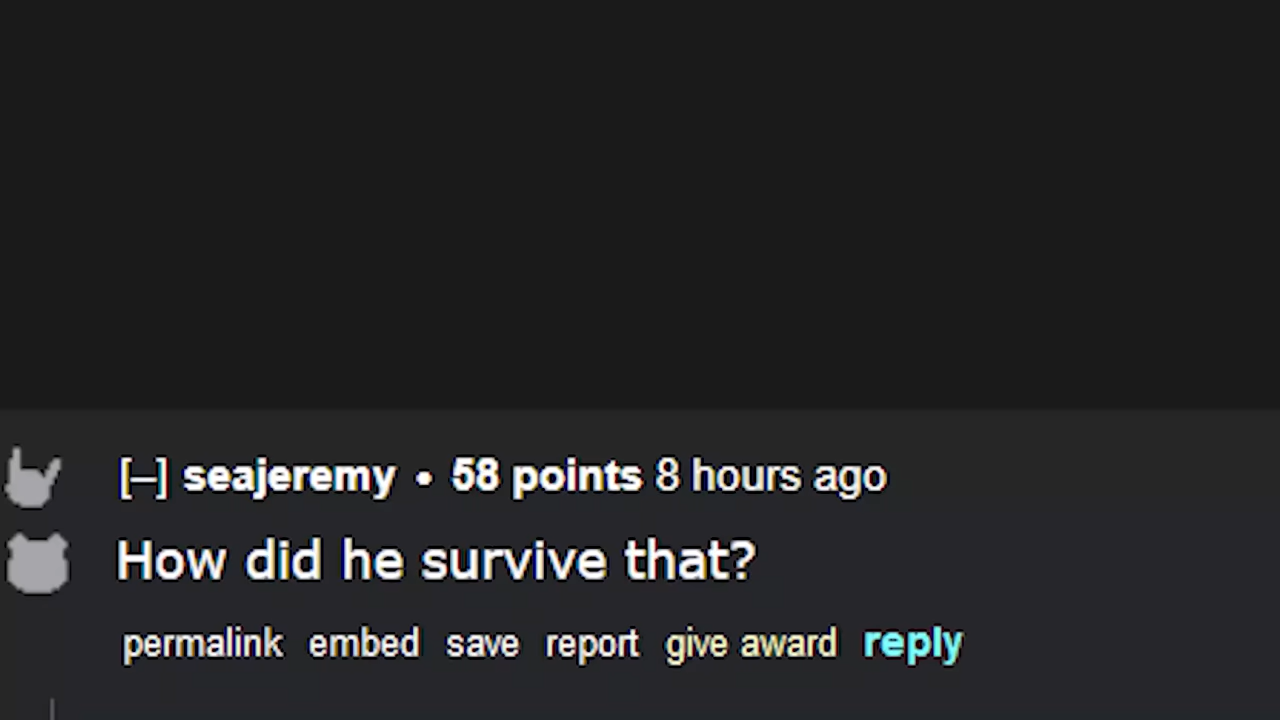 [–] seajeremy • 58 points 8 hours ago
How did he survive that?
permalink embed save report give award reply